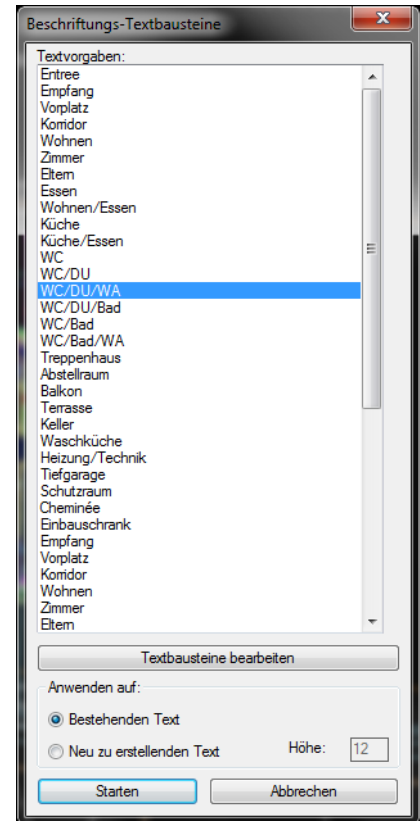 Beschriftungs-Textbausteine
Textvorgaben:
Entree
Empfang
Vorplatz
Korridor
Wohnen
Zimmer
Eltern
Essen
Wohnen/Essen
Küche
Küche/Essen
WC
WC/DU
WC/DU/WA
WC/DU/Bad
WC/Bad
WC/Bad/WA
Treppenhaus
Abstellraum
Balkon
Terrasse
Keller
Waschküche
Heizung/Technik
Tiefgarage
Schutzraum
Cheminée
Einbauschrank
Empfang
Vorplatz
Korridor
Wohnen
Zimmer
Eltern
Textbausteine bearbeiten
Anwenden auf:
Bestehenden Text
Neu zu erstellenden Text Höhe: 12
Starten Abbrechen